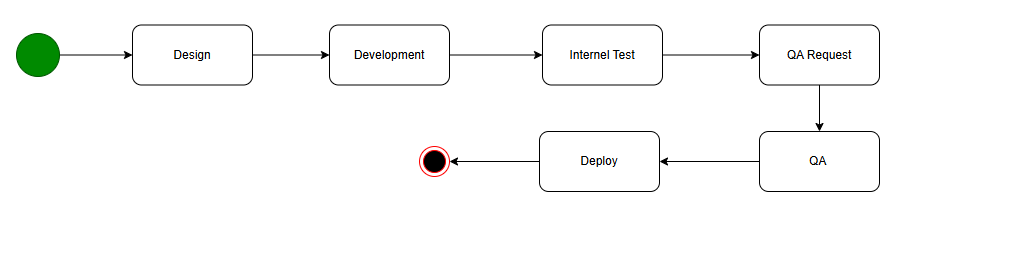 Design
Development
Internel Test
QA Request
Deploy
QA